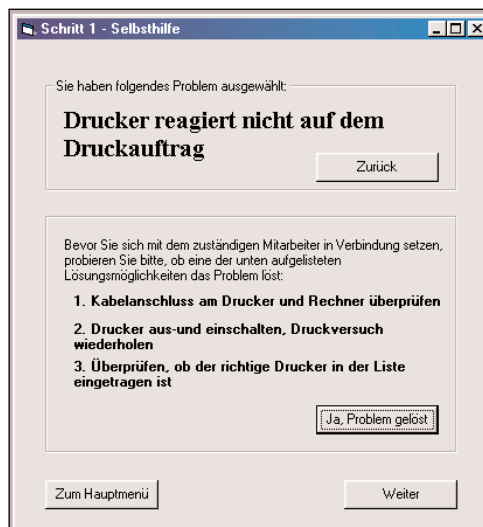 Schritt 1 - Selbsthilfe
Sie haben folgendes Problem ausgewählt:
Drucker reagiert nicht auf dem
Druckauftrag
Zurück
Bevor Sie sich mit dem zuständigen Mitarbeiter in Verbindung setzen,
probieren Sie bitte, ob eine der unten aufgelisteten
Lösungsmöglichkeiten das Problem löst:
1. Kabelanschluss am Drucker und Rechner überprüfen
2. Drucker aus-und einschalten, Druckversuch
wiederholen
3. Überprüfen, ob der richtige Drucker in der Liste
eingetragen ist
Ja, Problem gelöst
Zum Hauptmenü
Weiter